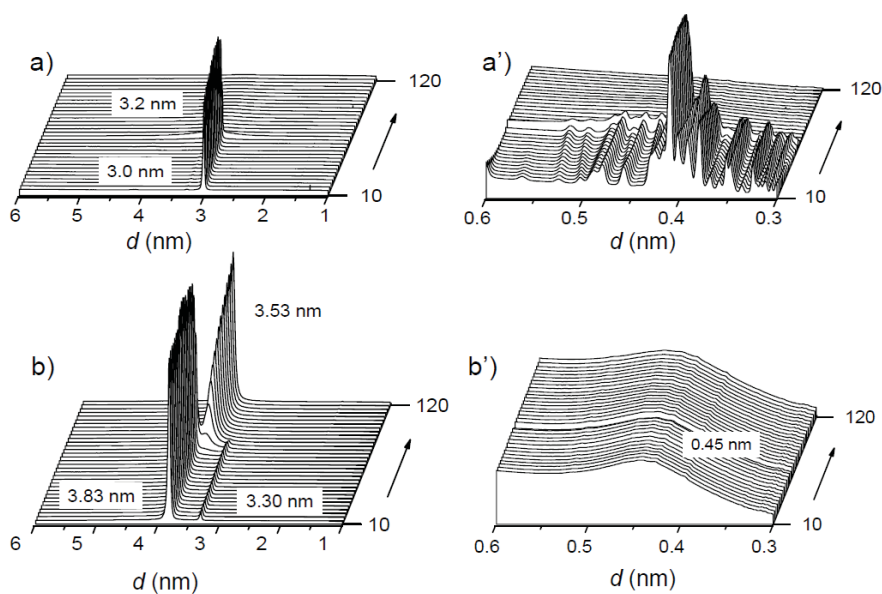 a)
120
3.2 nm
3.0 nm
10
6 5 4 3 2 1
d (nm)
a')
120
10
0.6 0.5 0.4 0.3
d (nm)
b)
3.53 nm
120
3.83 nm
3.30 nm
10
6 5 4 3 2 1
d (nm)
b')
120
0.45 nm
10
0.6 0.5 0.4 0.3
d (nm)